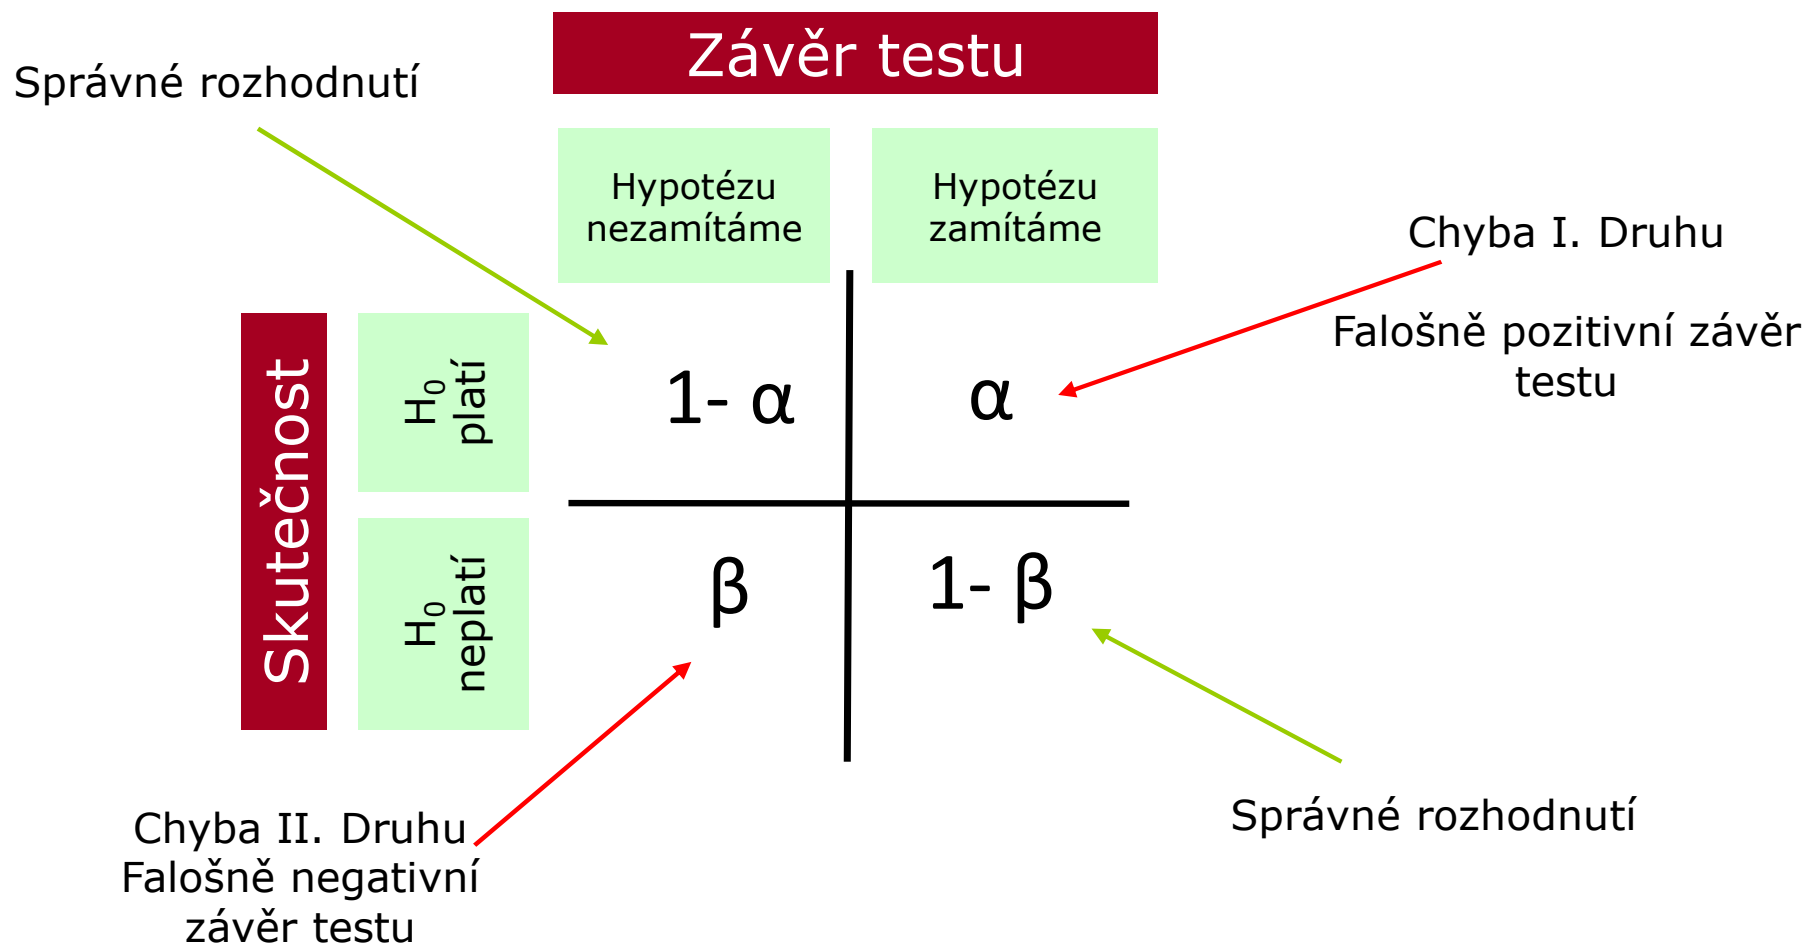 Závěr testu
Správné rozhodnutí
Hypotézu
nezamítáme
Hypotézu
zamítáme
Chyba I. Druhu
Falošně pozitivní závěr
testu
Skutečnost
H₀
platí
1- α
α
H₀
neplatí
β
1- β
Chyba II. Druhu
Falošně negativní
závěr testu
Správné rozhodnutí